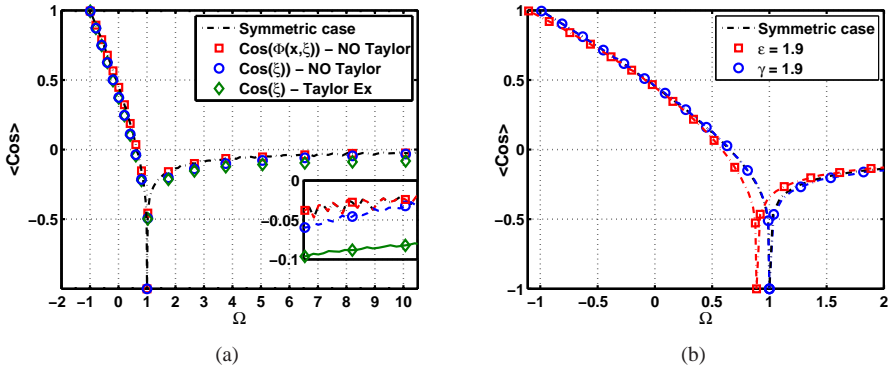 1
0.5
0
−0.5
−1
<Cos>
−2 −1 0 1 2 3 4 5 6 7 8 9 10
Ω
Symmetric case
Cos(Φ(x,ξ)) − NO Taylor
Cos(ξ)) − NO Taylor
Cos(ξ) − Taylor Ex
0
−0.05
−0.1
(a)
1
0.5
0
−0.5
−1
<Cos>
−1 −0.5 0 0.5 1 1.5 2
Ω
Symmetric case
ε = 1.9
γ = 1.9
(b)